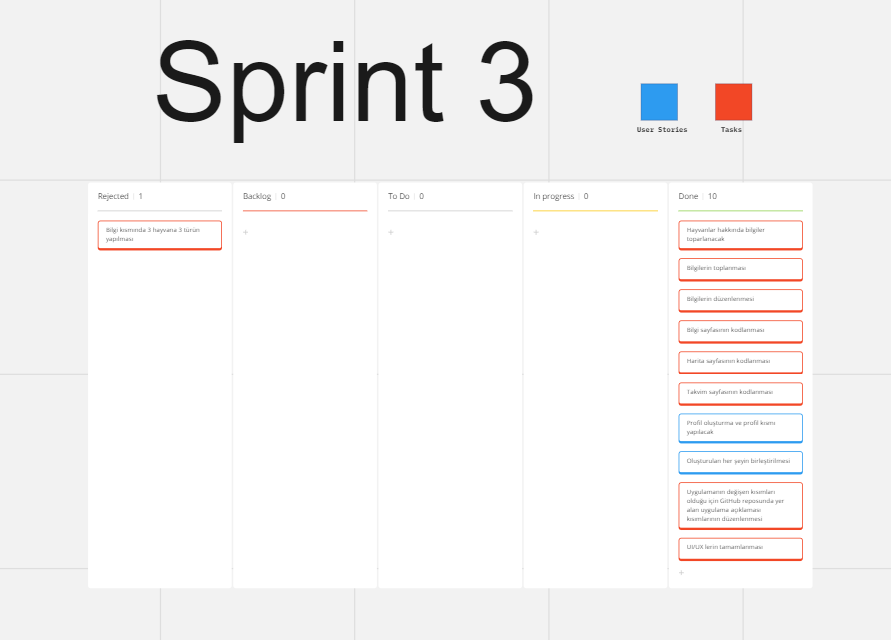 Sprint 3
User Stories
Tasks
Rejected | 1
Bilgi kısmında 3 hayvana 3 türün
yapılması
Backlog | 0
+
To Do | 0
+
In progress | 0
+
Done | 10
Hayvanlar hakkında bilgiler
toparlanacak
Bilgilerin toplanması
Bilgilerin düzenlenmesi
Bilgi sayfasının kodlanması
Harita sayfasının kodlanması
Takvim sayfasının kodlanması
Profil oluşturma ve profil kısmı
yapılacak
Oluşturulan her şeyin birleştirilmesi
Uygulamanın değişen kısımları
olduğu için GitHub reposunda yer
alan uygulama açıklaması
kısımlarının düzenlenmesi
UI/UX lerin tamamlanması
+